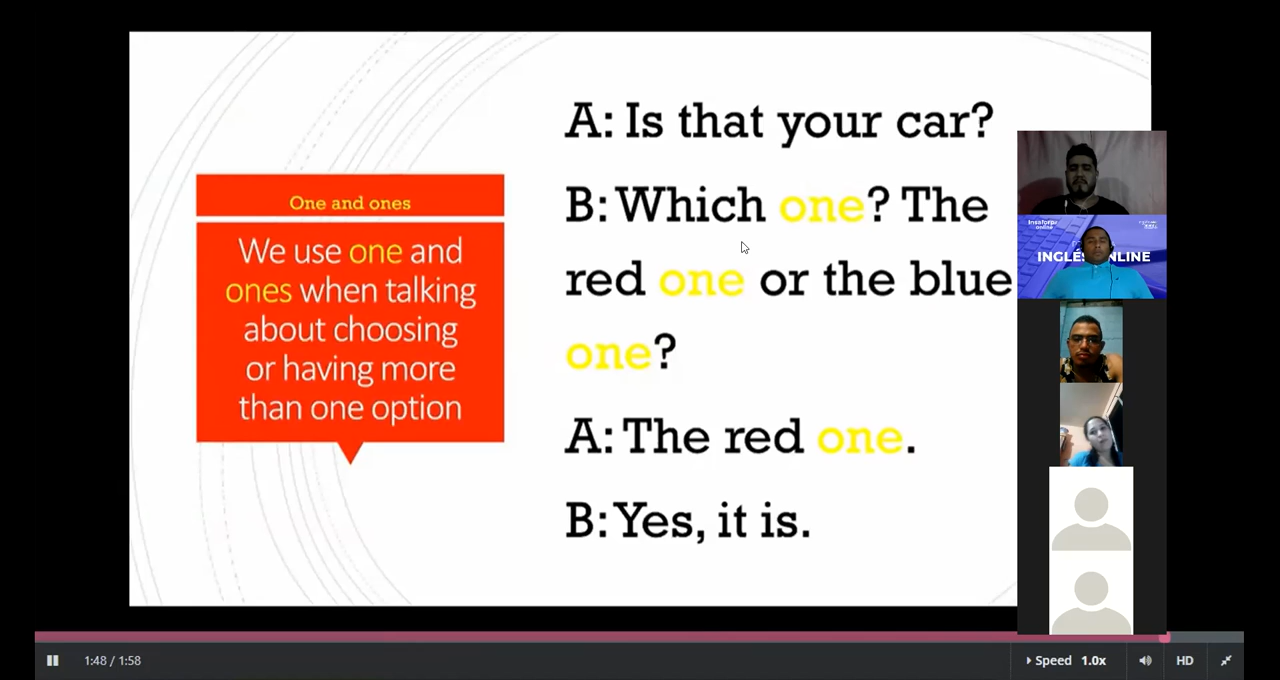 One and ones
We use one and
ones when talking
about choosing
or having more
than one option
A: Is that your car?
B: Which one? The
red one or the blue
one?
A: The red one.
B: Yes, it is.
Insaforp
online
INGLÉS ONLINE
1:48 / 1:58
Speed 1.0x
HD